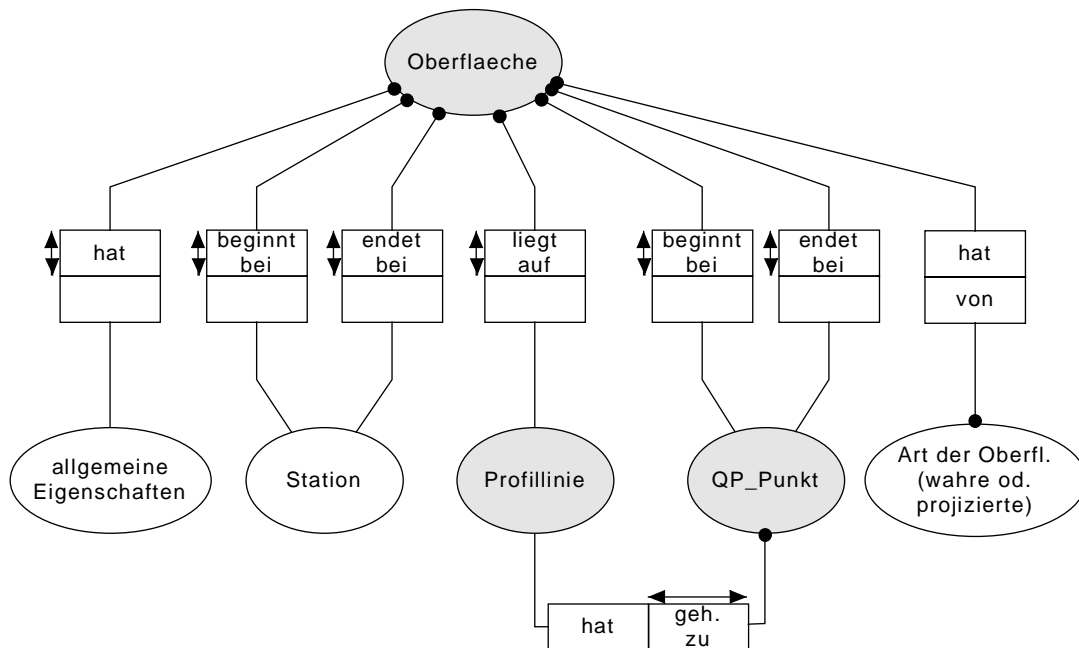 Oberflaeche
hat
beginnt
bei
endet
bei
liegt
auf
beginnt
bei
endet
bei
hat
von
allgemeine
Eigenschaften
Station
Profillinie
QP_Punkt
Art der Oberfl.
(wahre od.
projizierte)
hat
geh.
zu